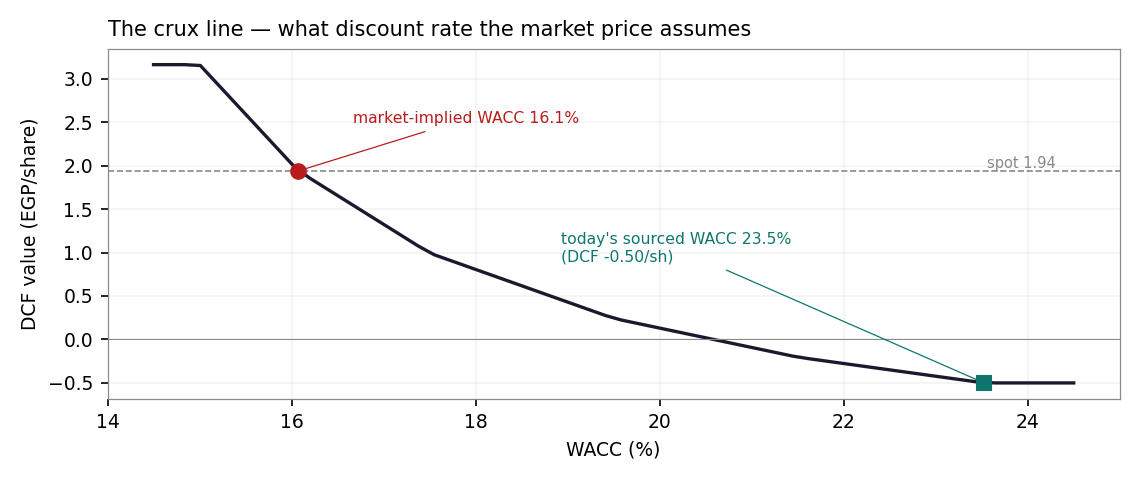 The crux line — what discount rate the market price assumes
DCF value (EGP/share)
3.0
2.5
2.0
1.5
1.0
0.5
0.0
−0.5
market-implied WACC 16.1%
spot 1.94
today's sourced WACC 23.5%
(DCF -0.50/sh)
14
16
18
20
22
24
WACC (%)